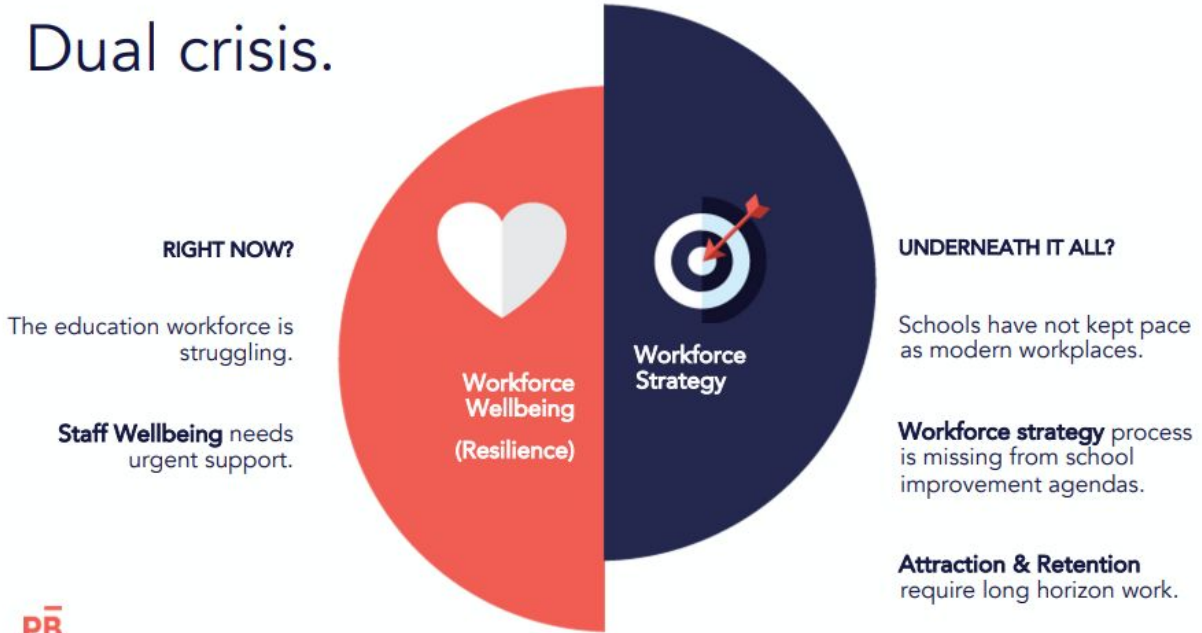 Dual crisis.
RIGHT NOW?
The education workforce is
struggling.
Staff Wellbeing needs
urgent support.
Workforce
Wellbeing
(Resilience)
Workforce
Strategy
UNDERNEATH IT ALL?
Schools have not kept pace
as modern workplaces.
Workforce strategy process
is missing from school
improvement agendas.
Attraction & Retention
require long horizon work.
PB